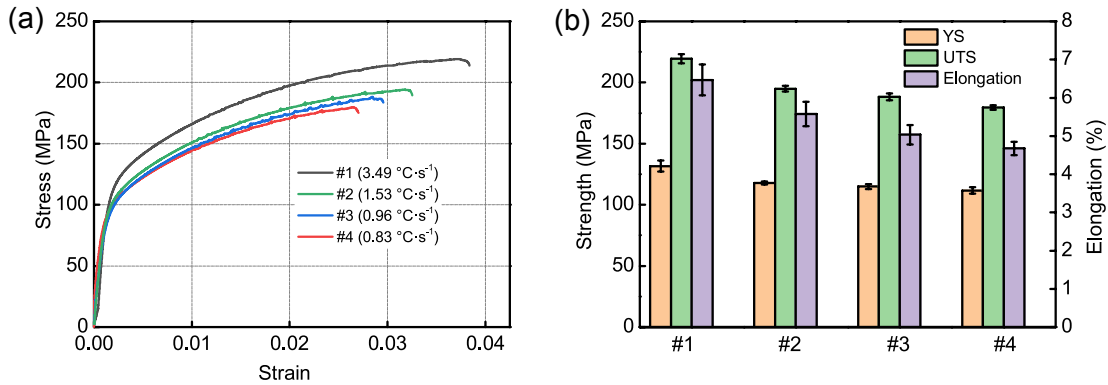 (a)
250
200
150
100
50
0
Stress (MPa)
#1 (3.49 °C·s⁻¹)
#2 (1.53 °C·s⁻¹)
#3 (0.96 °C·s⁻¹)
#4 (0.83 °C·s⁻¹)
0.00 0.01 0.02 0.03 0.04
Strain
(b)
250
200
150
100
50
0
Strength (MPa)
YS
UTS
Elongation
8
7
6
5
4
3
2
1
0
Elongation (%)
#1 #2 #3 #4